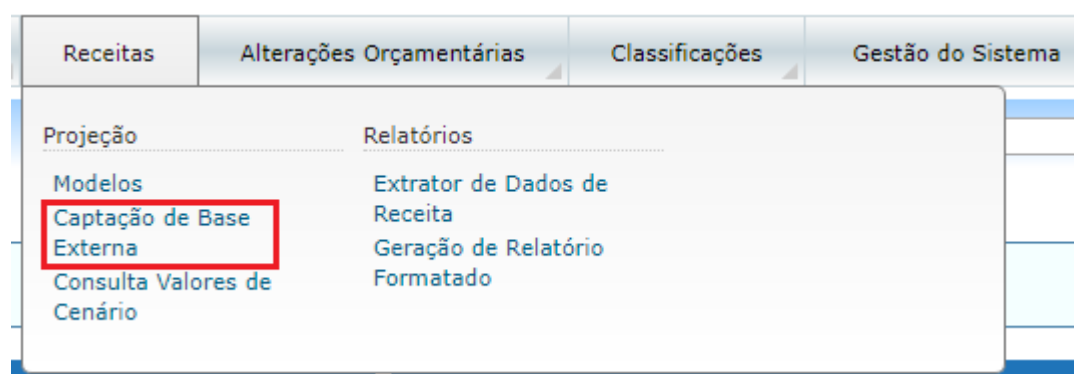 Receitas Alterações Orçamentárias Classificações Gestão do Sistema
Projeção
Modelos
Captação de Base
Externa
Consulta Valores de
Cenário
Relatórios
Extrator de Dados de
Receita
Geração de Relatório
Formatado